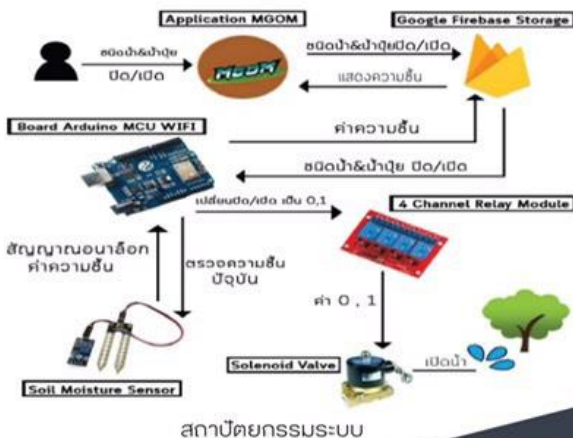 Application MGOM
Google Firebase Storage
ชนิดน้ำ&น้ำปุ๋ย
ปิด/เปิด
MGOM
ชนิดน้ำ&น้ำปุ๋ยปิด/เปิด
แสดงความชื้น
Board Arduino MCU WIFI
ค่าความชื้น
ชนิดน้ำ&น้ำปุ๋ย ปิด/เปิด
เปลี่ยนปิด/เปิด เป็น 0,1
4 Channel Relay Module
สัญญาณอนาล็อก
ค่าความชื้น
ตรวจความชื้น
ปัจุบัน
ค่า 0 , 1
Soil Moisture Sensor
Solenoid Valve
เปิดน้ำ
สถาปัตยกรรมระบบ